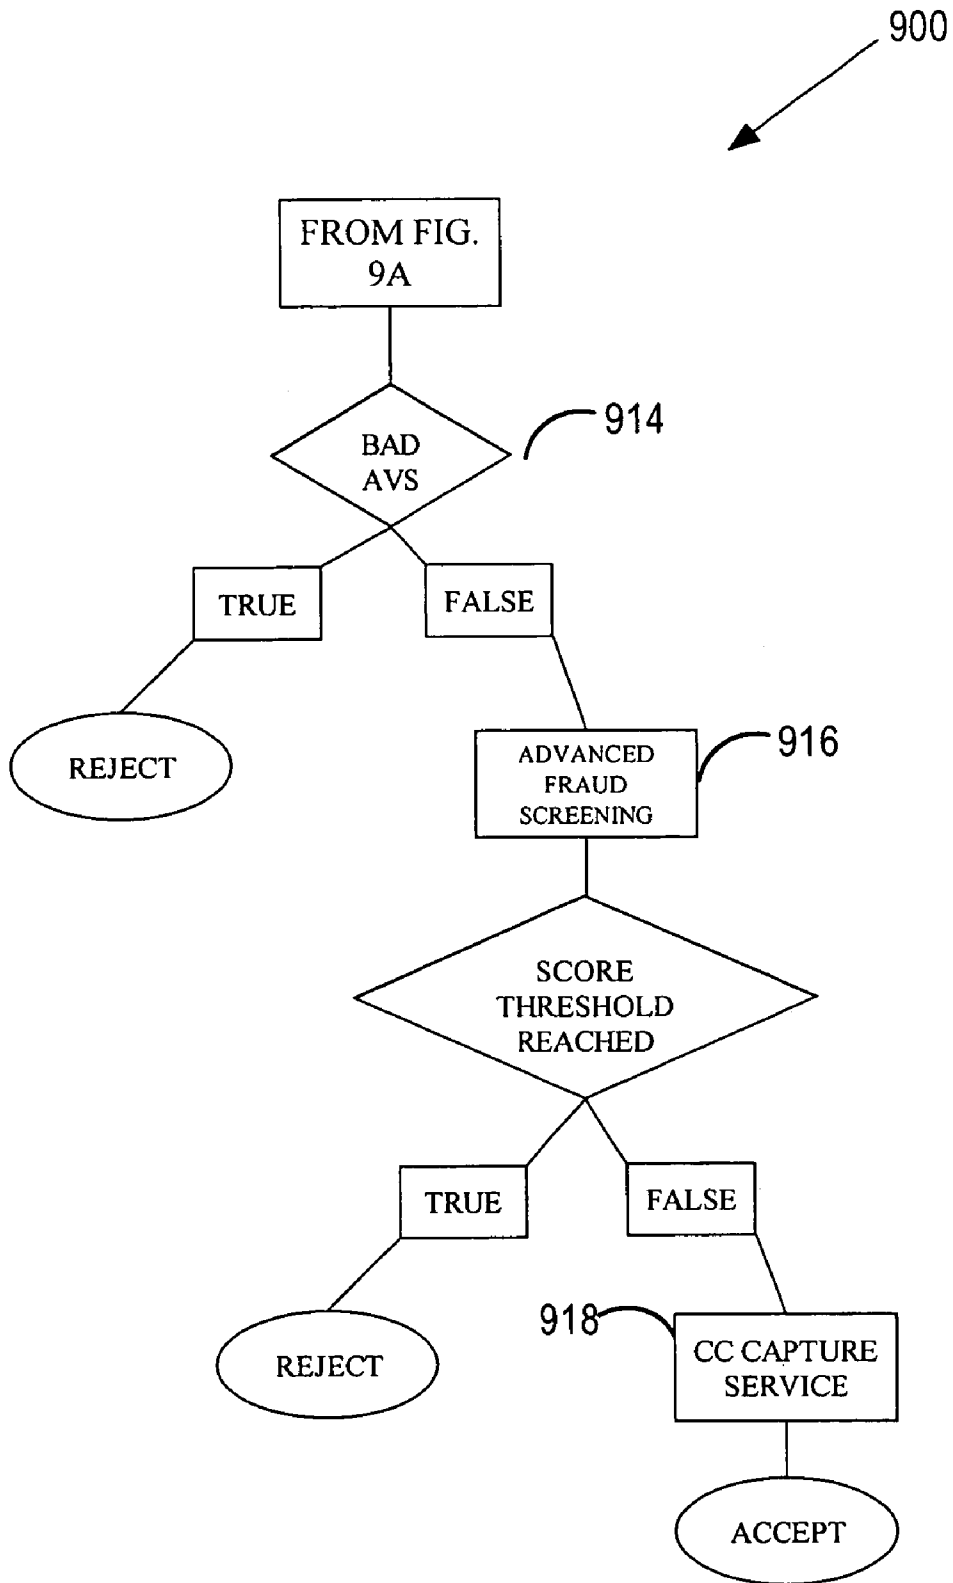 900
FROM FIG.
9A
BAD
AVS
914
TRUE
FALSE
REJECT
ADVANCED
FRAUD
SCREENING
916
SCORE
THRESHOLD
REACHED
TRUE
FALSE
918
REJECT
CC CAPTURE
SERVICE
ACCEPT